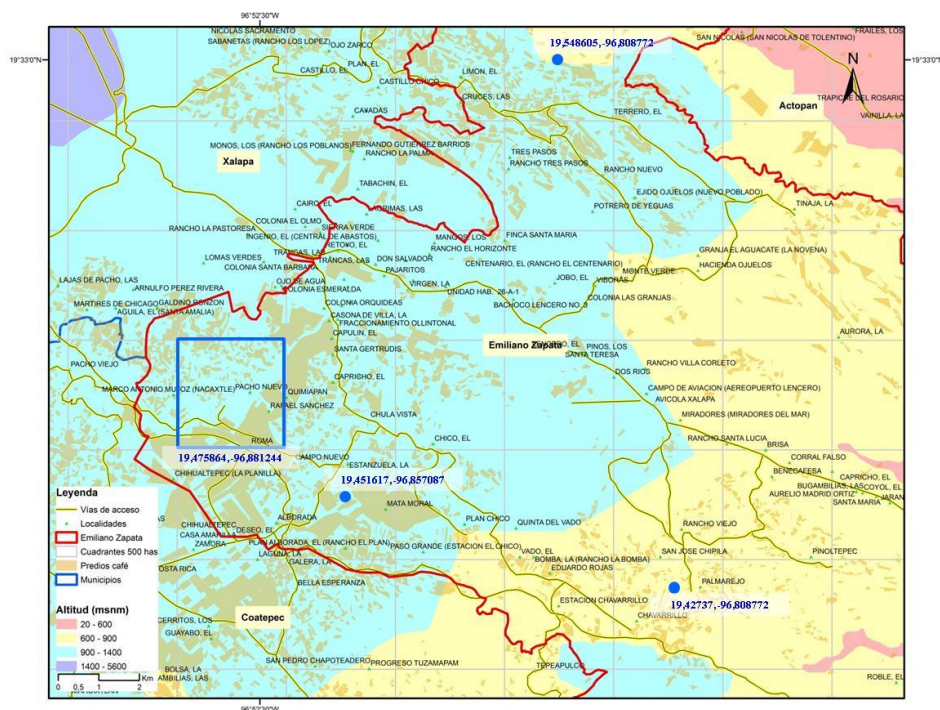 96°52'30"W
19°33'0"N
19°33'0"N
NICOLAS SACRAMENTO
SABANETAS (RANCHO LOS LOPEZ)
OJO ZARCO
19,548605,-96,808772
SAN NICOLAS (SAN NICOLAS DE TOLENTINO)
FRAILES, LOS
PLAN, EL
CASTILLO, EL
CASTILLO CHICO
LIMON, EL
N
CRUCES, LAS
TRAPICHE DEL ROSARIO
Actopan
TERRERO, EL
VAINILLA, LA
CAÑADAS
MONOS, LOS (RANCHO LOS POBLANOS)
FERNANDO GUTIERREZ BARRIOS
RANCHO LA PALMA
TRES PASOS
RANCHO TRES PASOS
Xalapa
RANCHO NUEVO
TABACHIN, EL
EJIDO OJUELOS (NUEVO POBLADO)
CAIRO, EL
LAGRIMAS, LAS
POTRERO DE YEGUAS
TINAJA, LA
COLONIA EL OLMO
RANCHO LA PASTORESA
SIERRA VERDE
INGENIO, EL (CENTRAL DE ABASTOS)
FINCA SANTA MARIA
MANGOS, LOS
RETOÑO, EL
RANCHO EL HORIZONTE
GRANJA EL AGUACATE (LA NOVENA)
TRANCAS, LAS
LOMAS VERDES
TRANCAS, LAS
DON SALVADOR
CENTENARIO, EL (RANCHO EL CENTENARIO)
HACIENDA OJUELOS
COLONIA SANTA BARBARA
PAJARITOS
MONTE VERDE
LAJAS DE PACHO, LAS
OJO DE AGUA
VIRGEN, LA
JOBO, EL
VIBORAS
ARNULFO PEREZ RIVERA
COLONIA ESMERALDA
UNIDAD HAB. 26-A-1
COLONIA LAS GRANJAS
MARTIRES DE CHICAGO
GALDINO RONZON
COLONIA ORQUIDEAS
BACHOCO LENCERO NO. 3
AGUILA, EL (SANTA AMALIA)
CASONA DE VILLA, LA
FRACCIONAMIENTO OLLINTONAL
CAPULIN, EL
AURORA, LA
Emiliano Zapata
PINOS, LOS
SANTA GERTRUDIS
SANTA TERESA
PACHO VIEJO
RANCHO VILLA CORLETO
DOS RIOS
CAPRICHO, EL
MARCO ANTONIO MUÑOZ (NACAXTLE)
PACHO NUEVO
QUIMIAPAN
CAMPO DE AVIACION (AEREOPUERTO LENCERO)
AVICOLA XALAPA
RAFAEL SANCHEZ
CHULA VISTA
MIRADORES (MIRADORES DEL MAR)
ROMA
CHICO, EL
RANCHO SANTA LUCIA
BRISA
19,475864,-96,881244
CAMPO NUEVO
CORRAL FALSO
ESTANZUELA, LA
CHIHUALTEPEC (LA PLANILLA)
BENECAFESA
19,451617,-96,857087
CAPRICHO, EL
BUGAMBILIAS, LAS
COYOL, EL
AURELIO MADRID ORTIZ
SANTA MARIA
MATA MORAL
CHIHUALTEPEC
ALBORADA
PLAN CHICO
QUINTA DEL VADO
RANCHO VIEJO
CASA AMARILLA
DESEO, EL
ZAMORA
PLAN ALBORADA, EL (RANCHO EL PLAN)
PASO GRANDE (ESTACION EL CHICO)
LAGUNA, LA
VADO, EL
SAN JOSE CHIPILA
PINOLTEPEC
GALERA, LA
BOMBA, LA (RANCHO LA BOMBA)
EDUARDO ROJAS
OSTA RICA
BELLA ESPERANZA
PALMAREJO
ESTACION CHAVARRILLO
19,42737,-96,808772
CHAVARRILLO
Coatepec
CERRITOS, LOS
GUAYABO, EL
SAN PEDRO CHAPOTEADERO
PROGRESO TUZAMAPAM
TEPEAPULCO
BOLSA, LA
ROBLE, EL
Leyenda
Vías de acceso
Localidades
Emiliano Zapata
Cuadrantes 500 has
Predios café
Municipios
Altitud (msnm)
20 - 600
600 - 900
900 - 1400
1400 - 5600
0 0.5 1 2 Km
96°52'30"W